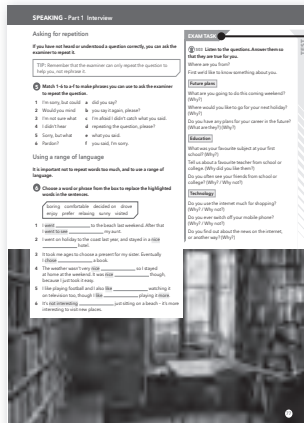 SPEAKING - Part 1 Interview
Asking for repetition
If you have not heard or understood a question correctly, you can ask the
examiner to repeat it.
TIP: Remember that the examiner can only repeat the question to
help you, not rephrase it.
5 Match 1–6 to a–f to make phrases you can use to ask the examiner
to repeat the question.
1 I'm sorry, but could a did you say?
2 Would you mind b you say it again, please?
3 I'm not sure what c I'm afraid I didn't catch what you said.
4 I didn't hear d repeating the question, please?
5 Sorry, but what e what you said.
6 Pardon? f you said, I'm sorry.
Using a range of language
It is important not to repeat words too much, and to use a range of
language.
6 Choose a word or phrase from the box to replace the highlighted
words in the sentences.
boring comfortable decided on drove
enjoy prefer relaxing sunny visited
1 I went to the beach last weekend. After that
I went to see my aunt.
2 I went on holiday to the coast last year, and stayed in a nice
hotel.
3 It took me ages to choose a present for my sister. Eventually
I chose a book.
4 The weather wasn't very nice, so I stayed
at home at the weekend. It was nice though,
because I just took it easy.
5 I like playing football and I also like watching it
on television too, though I like playing it more.
6 It's not interesting just sitting on a beach – it's more
interesting to visit new places.
EXAM TASK
Listen to the questions. Answer them so
that they are true for you.
Where are you from?
First we'd like to know something about you.
Future plans
What are you going to do this coming weekend?
(Why?)
Where would you like to go for your next holiday?
(Why?)
Do you have any plans for your career in the future?
(What are they?) (Why?)
Education
What was your favourite subject at your first
school? (Why?)
Tell us about a favourite teacher from school or
college. (Why did you like them?)
Do you often see your friends from school or
college? (Why? / Why not?)
Technology
Do you use the internet much for shopping?
(Why? / Why not?)
Do you ever switch off your mobile phone?
(Why? / Why not?)
Do you find out about the news on the internet,
or another way? (Why?)